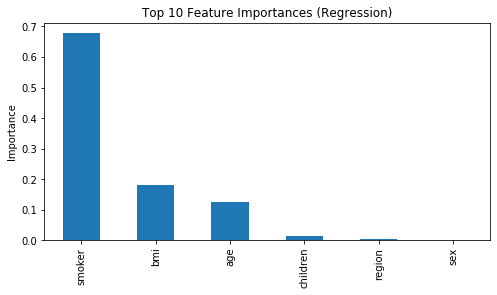 Top 10 Feature Importances (Regression)
Importance
0.7
0.6
0.5
0.4
0.3
0.2
0.1
0.0
smoker
bmi
age
children
region
sex